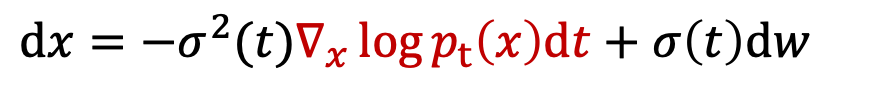 dx = −σ²(t)∇ₓ log pₜ(x)dt + σ(t)dw